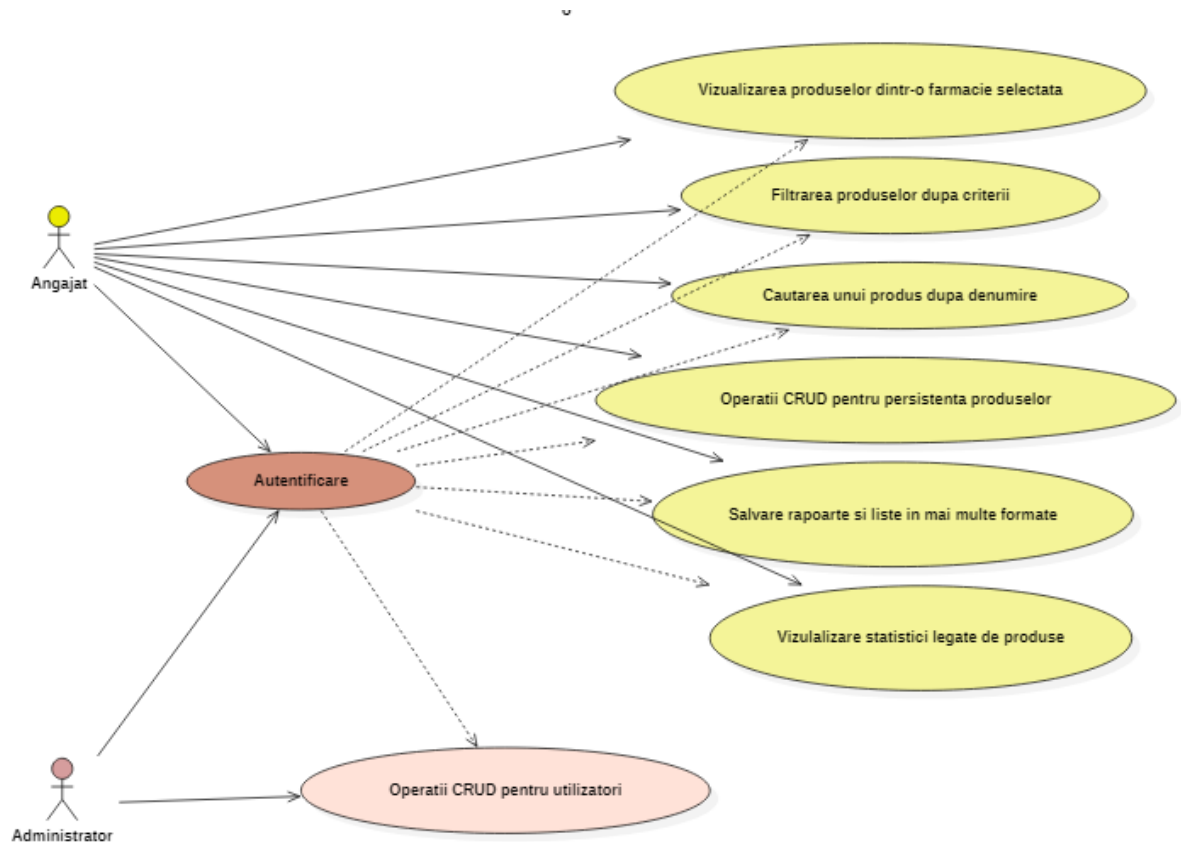 Vizualizarea produselor dintr-o farmacie selectata
Filtrarea produselor dupa criterii
Angajat
Cautarea unui produs dupa denumire
Operatii CRUD pentru persistenta produselor
Autentificare
Salvare rapoarte si liste in mai multe formate
Vizulalizare statistici legate de produse
Operatii CRUD pentru utilizatori
Administrator